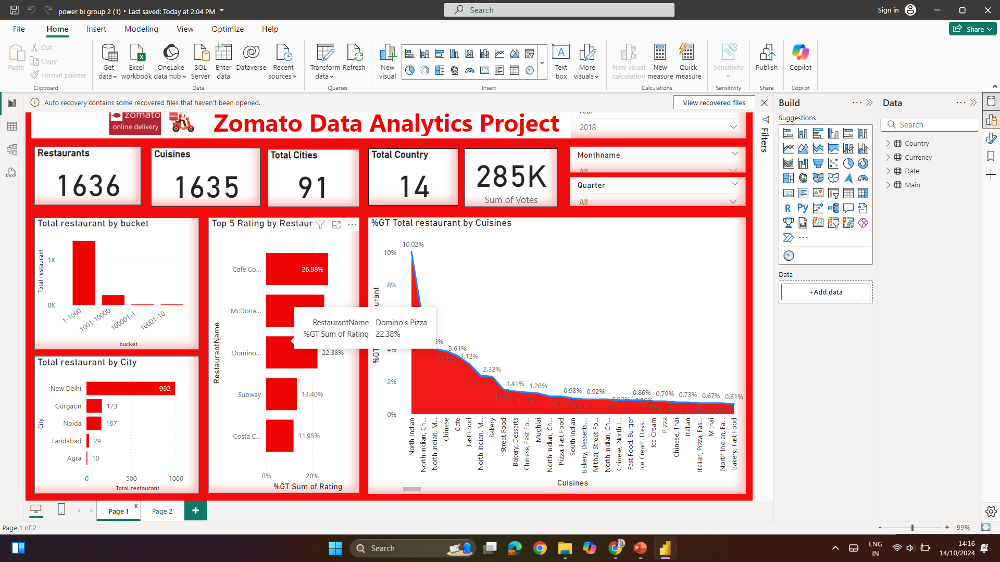 power bi group 2 (1) • Last saved: Today at 2:04 PM
Search
Sign in
File
Home
Insert
Modeling
View
Optimize
Help
Share
Paste
Cut
Copy
Format painter
Clipboard
Get data
Excel workbook
OneLake data hub
SQL Server
Enter data
Dataverse
Recent sources
Data
Transform data
Refresh
Queries
New visual
Text box
More visuals
Insert
New visual calculation
New measure
Quick measure
Calculations
Sensitivity
Sensitivity
Publish
Share
Copilot
Copilot
Auto recovery contains some recovered files that haven't been opened.
View recovered files
zomato
online delivery
Zomato Data Analytics Project
Year
2018
Restaurants
1636
Cuisines
1635
Total Cities
91
Total Country
14
285K
Sum of Votes
Monthname
All
Quarter
All
Filters
Total restaurant by bucket
Total restaurant
1K
0K
1-1000
1001-10000
100001-1...
10001-10...
bucket
Total restaurant by City
City
New Delhi
992
Gurgaon
173
Noida
167
Faridabad
29
Agra
10
0
500
1000
Total restaurant
Top 5 Rating by Restaur
RestaurantName
Cafe Co...
26.98%
McDona...
Domino...
22.38%
Subway
13.40%
Costa C...
11.95%
0%
20%
%GT Sum of Rating
RestaurantName Domino's Pizza
%GT Sum of Rating 22.38%
%GT Total restaurant by Cuisines
10.02%
10%
8%
4%
2%
0%
3.61%
3.91%
3.12%
2.38%
2.32%
1.53%
1.41%
1.34%
1.28%
1.10%
0.98%
0.92%
0.92%
0.92%
0.86%
0.86%
0.86%
0.79%
0.79%
0.73%
0.73%
0.67%
0.67%
0.67%
0.61%
North Indian
North Indian, Ch...
North Indian, M...
Chinese
Cafe
Fast Food
North Indian, M...
Bakery
Street Food
Bakery, Desserts
Chinese, Fast Fo...
Mughlai
North Indian, Ch...
Pizza, Fast Food
South Indian
Bakery, Desserts,...
Mithai, Street Fo...
North Indian, Ch...
Chinese, North I...
Fast Food, Burger
Ice Cream, Dess...
Ice Cream
Pizza
Chinese, Thai
Italian
Italian, Pizza, Fas...
Mithai
North Indian, Fa...
Bakery, Fast Food
Cuisines
Build
Suggestions
R
Py
Data
+Add data
Data
Search
Country
Currency
Date
Main
Page 1
Page 2
Page 1 of 2
99%
Search
ENG
IN
14:16
14/10/2024